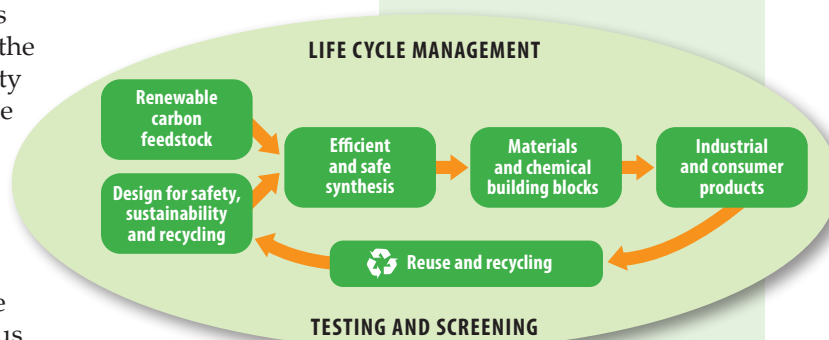 the
LIFE CYCLE MANAGEMENT
Renewable
carbon
feedstock
Design for safety,
sustainability
and recycling
Efficient
and safe
synthesis
Materials
and chemical
building blocks
Industrial
and consumer
products
Reuse and recycling
TESTING AND SCREENING